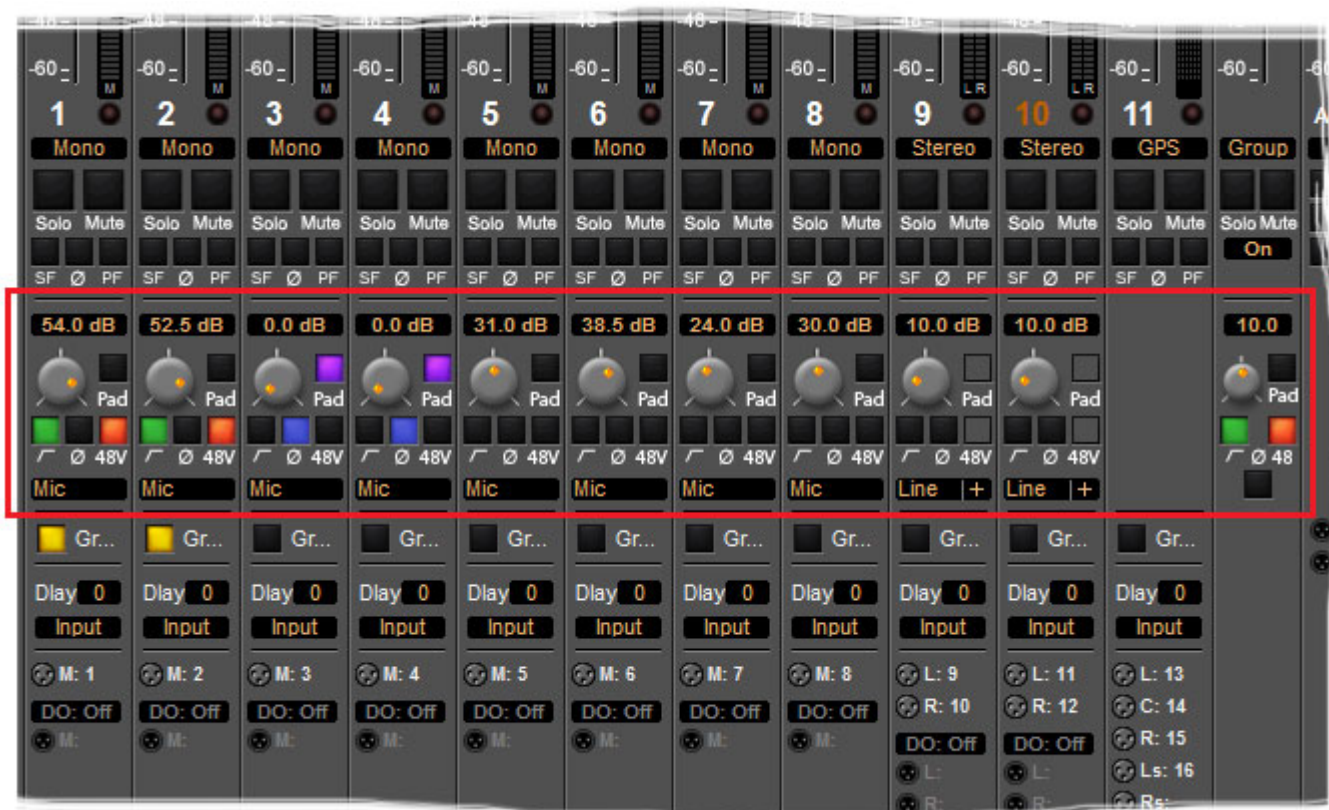 -60 -60 -60 -60 -60 -60 -60 -60 -60 -60 -60 -60
M M M M M M M M L R L R
1 2 3 4 5 6 7 8 9 10 11 A
Mono Mono Mono Mono Mono Mono Mono Mono Stereo Stereo GPS Group
Solo Mute Solo Mute Solo Mute Solo Mute Solo Mute Solo Mute Solo Mute Solo Mute Solo Mute Solo Mute Solo Mute Solo Mute
On
SF Ø PF SF Ø PF SF Ø PF SF Ø PF SF Ø PF SF Ø PF SF Ø PF SF Ø PF SF Ø PF SF Ø PF SF Ø PF
54.0 dB 52.5 dB 0.0 dB 0.0 dB 31.0 dB 38.5 dB 24.0 dB 30.0 dB 10.0 dB 10.0 dB 10.0
Pad Pad Pad Pad Pad Pad Pad Pad Pad Pad Pad
Ø 48V Ø 48V Ø 48V Ø 48V Ø 48V Ø 48V Ø 48V Ø 48V Ø 48V Ø 48V Ø 48
Mic Mic Mic Mic Mic Mic Mic Mic Line + Line +
Gr... Gr... Gr... Gr... Gr... Gr... Gr... Gr... Gr... Gr... Gr...
Dlay 0 Dlay 0 Dlay 0 Dlay 0 Dlay 0 Dlay 0 Dlay 0 Dlay 0 Dlay 0 Dlay 0 Dlay 0
Input Input Input Input Input Input Input Input Input Input Input
M: 1 M: 2 M: 3 M: 4 M: 5 M: 6 M: 7 M: 8 L: 9 L: 11 L: 13
R: 10 R: 12 C: 14
DO: Off DO: Off DO: Off DO: Off DO: Off DO: Off DO: Off DO: Off
M: M: M: M: M: M: M: M: DO: Off DO: Off R: 15
L: L: Ls: 16
R: R: Rs: